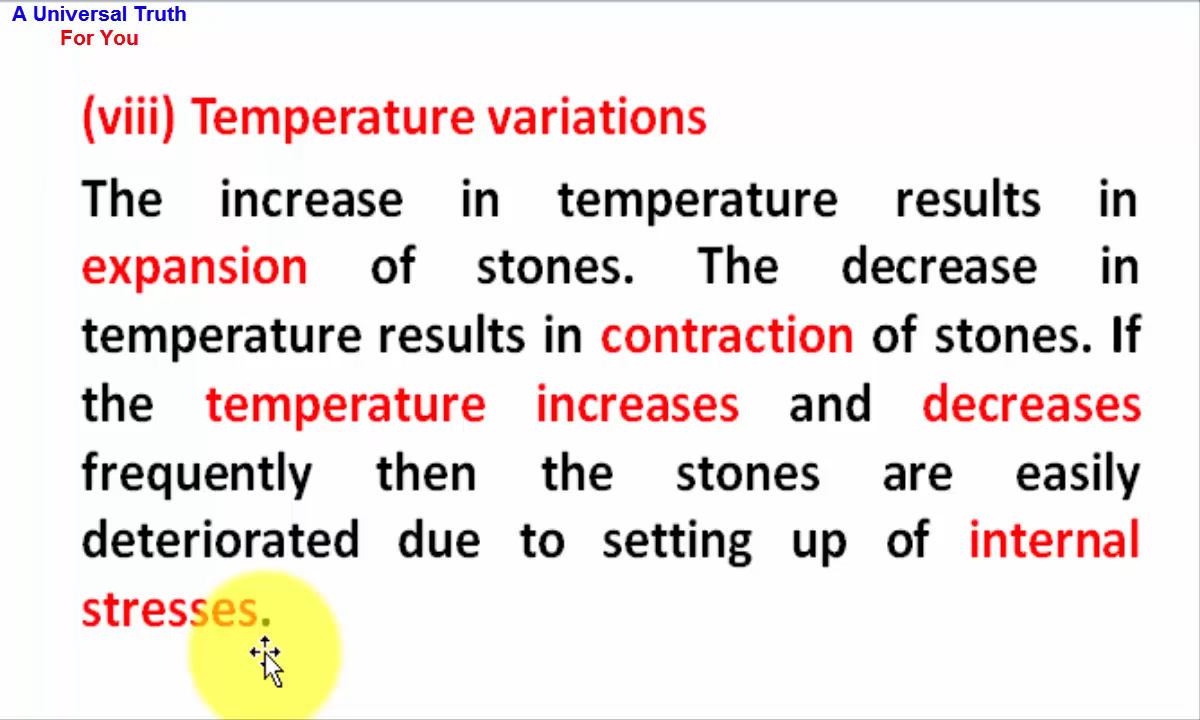 A Universal Truth
For You
(viii) Temperature variations
The increase in temperature results in
expansion of stones. The decrease in
temperature results in contraction of stones. If
the temperature increases and decreases
frequently then the stones are easily
deteriorated due to setting up of internal
stresses.